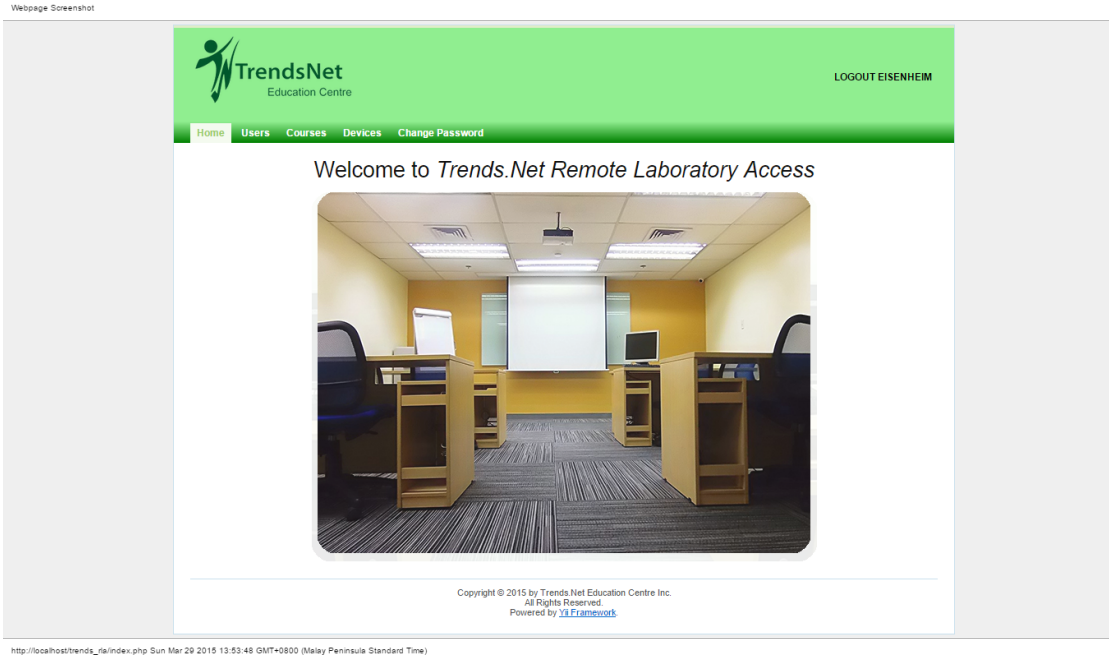 Webpage Screenshot
TrendsNet
Education Centre
LOGOUT EISENHEIM
Home Users Courses Devices Change Password
Welcome to Trends.Net Remote Laboratory Access
Copyright © 2015 by Trends.Net Education Centre Inc.
All Rights Reserved.
Powered by Yii Framework.
http://localhost/trends_rla/index.php Sun Mar 29 2015 13:53:48 GMT+0800 (Malay Peninsula Standard Time)